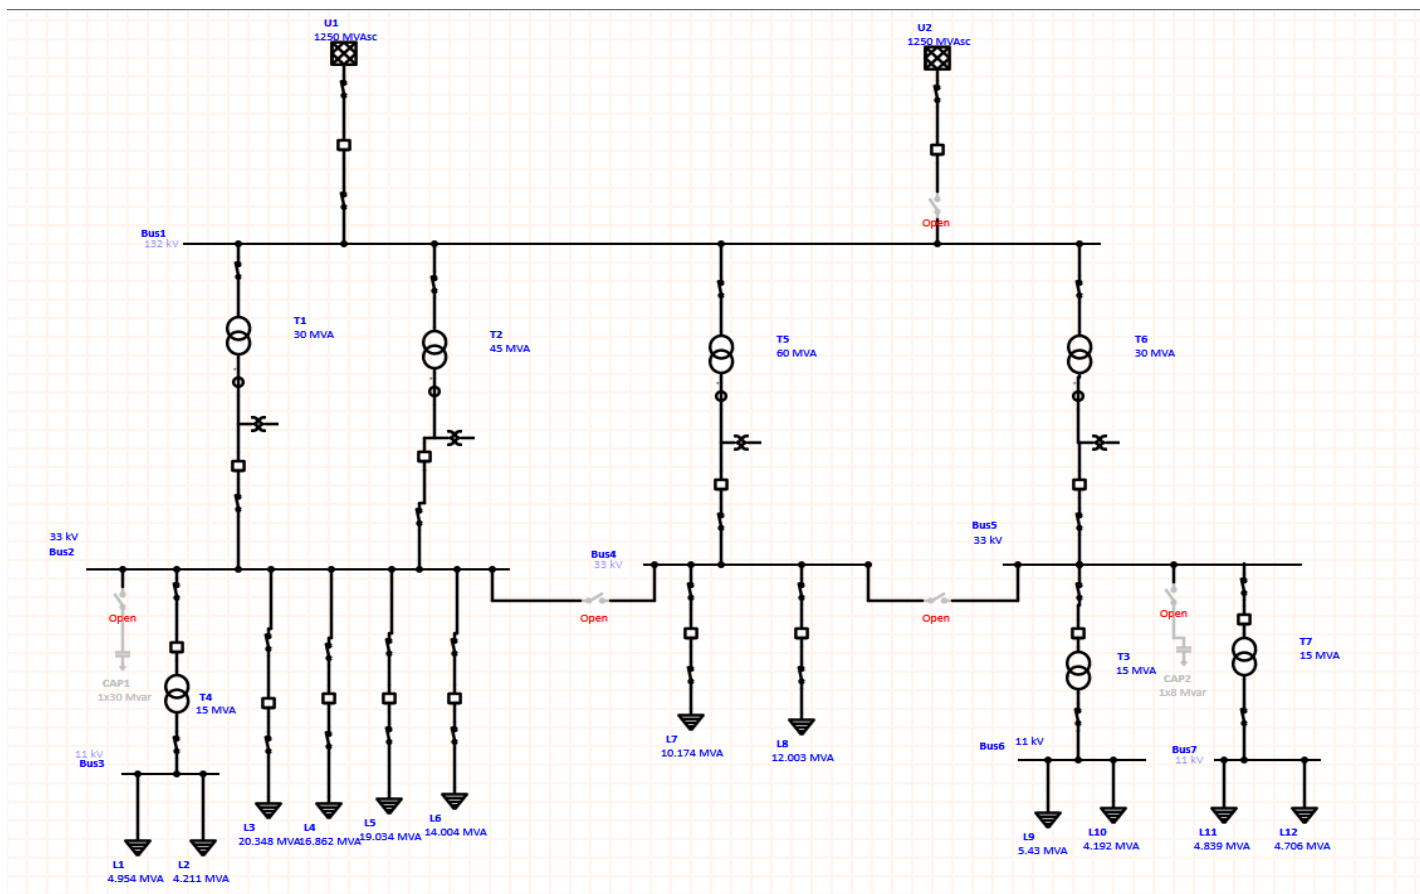 U1
1250 MVAsc
U2
1250 MVAsc
Open
Bus1
132 kV
T1
30 MVA
T2
45 MVA
T5
60 MVA
T6
30 MVA
33 kV
Bus2
Bus4
33 kV
Bus5
33 kV
Open
Open
Open
Open
CAP1
1x30 Mvar
T4
15 MVA
T3
15 MVA
CAP2
1x8 Mvar
T7
15 MVA
11 kV
Bus3
Bus6
11 kV
Bus7
11 kV
L1
4.954 MVA
L2
4.211 MVA
L3
20.348 MVA
L4
16.862 MVA
L5
19.034 MVA
L6
14.004 MVA
L7
10.174 MVA
L8
12.003 MVA
L9
5.43 MVA
L10
4.192 MVA
L11
4.839 MVA
L12
4.706 MVA